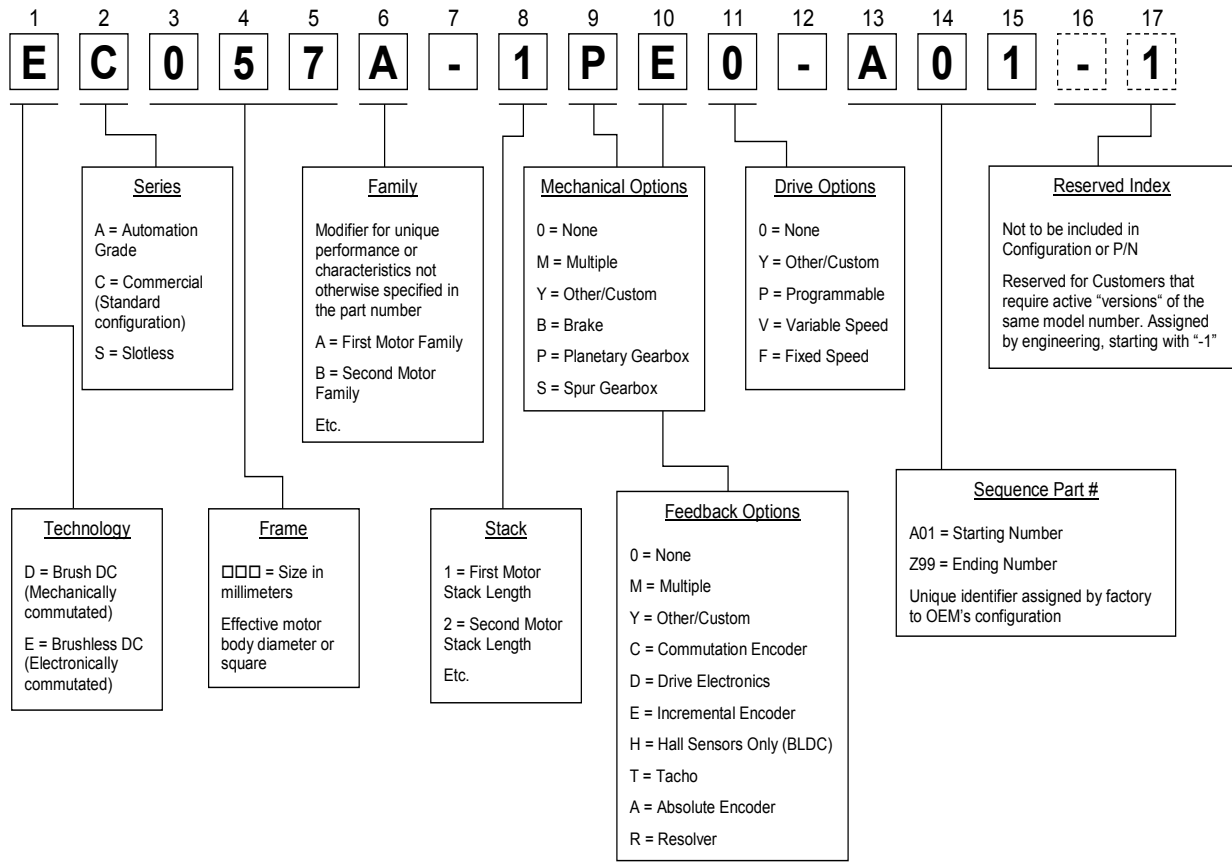 1 2 3 4 5 6 7 8 9 10 11 12 13 14 15 16 17
E C 0 5 7 A - 1 P E 0 - A 0 1 - 1
Series
A = Automation
Grade
C = Commercial
(Standard
configuration)
S = Slotless
Family
Modifier for unique
performance or
characteristics not
otherwise specified in
the part number
A = First Motor Family
B = Second Motor
Family
Etc.
Mechanical Options
0 = None
M = Multiple
Y = Other/Custom
B = Brake
P = Planetary Gearbox
S = Spur Gearbox
Drive Options
0 = None
Y = Other/Custom
P = Programmable
V = Variable Speed
F = Fixed Speed
Reserved Index
Not to be included in
Configuration or P/N
Reserved for Customers that
require active “versions“ of the
same model number. Assigned
by engineering, starting with “-1”
Technology
D = Brush DC
(Mechanically
commutated)
E = Brushless DC
(Electronically
commutated)
Frame
□□□ = Size in
millimeters
Effective motor
body diameter or
square
Stack
1 = First Motor
Stack Length
2 = Second Motor
Stack Length
Etc.
Feedback Options
0 = None
M = Multiple
Y = Other/Custom
C = Commutation Encoder
D = Drive Electronics
E = Incremental Encoder
H = Hall Sensors Only (BLDC)
T = Tacho
A = Absolute Encoder
R = Resolver
Sequence Part #
A01 = Starting Number
Z99 = Ending Number
Unique identifier assigned by factory
to OEM’s configuration